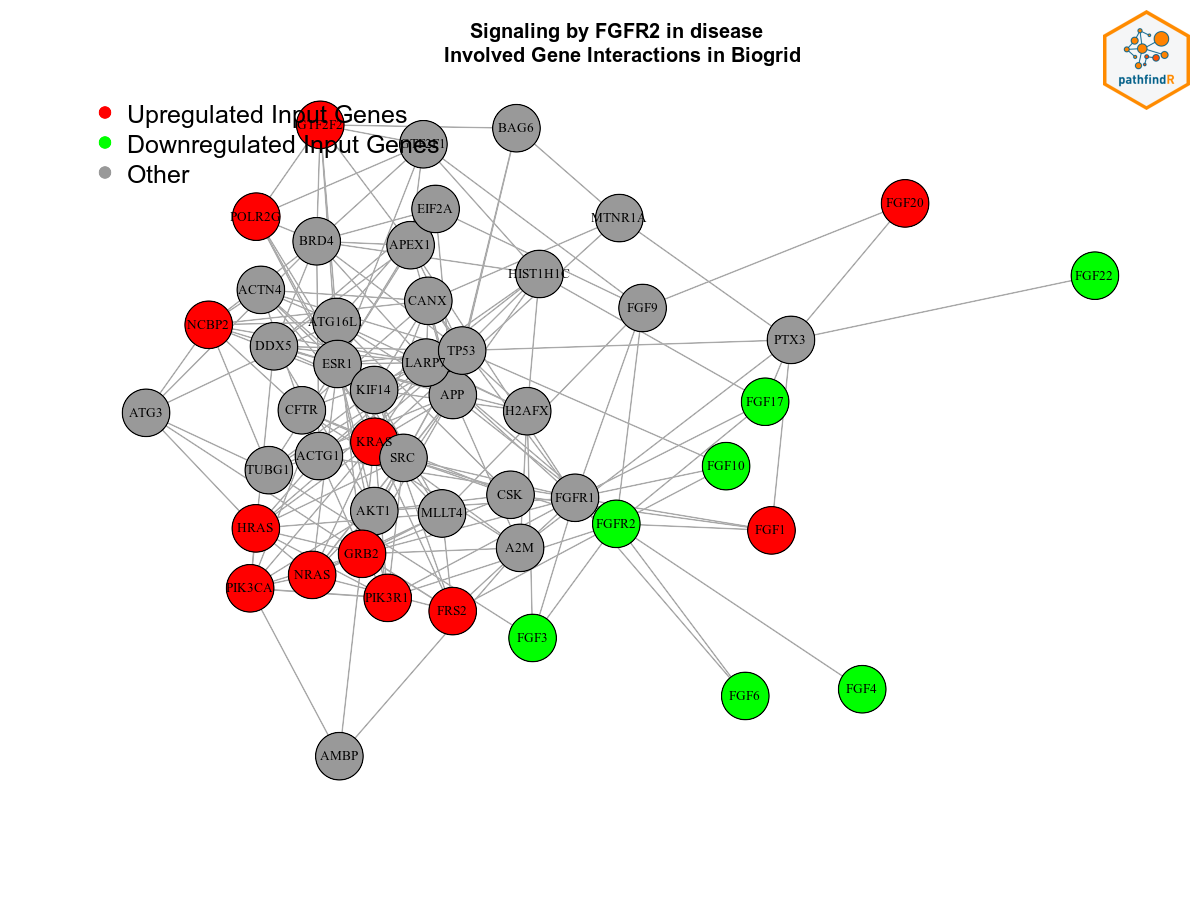 Signaling by FGFR2 in disease
Involved Gene Interactions in Biogrid
pathfindR
Upregulated Input Genes
Downregulated Input Genes
Other
GTF2F2
GTF2F1
BAG6
FGF20
EIF2A
POLR2G
MTNR1A
BRD4
APEX1
HIST1H1C
FGF22
ACTN4
CANX
FGF9
ATG16L1
NCBP2
PTX3
DDX5
TP53
ESR1
LARP7
KIF14
APP
FGF17
CFTR
H2AFX
ATG3
KRAS
ACTG1
SRC
FGF10
TUBG1
CSK
FGFR1
AKT1
MLLT4
FGFR2
HRAS
FGF1
A2M
GRB2
NRAS
PIK3CA
PIK3R1
FRS2
FGF3
FGF4
FGF6
AMBP